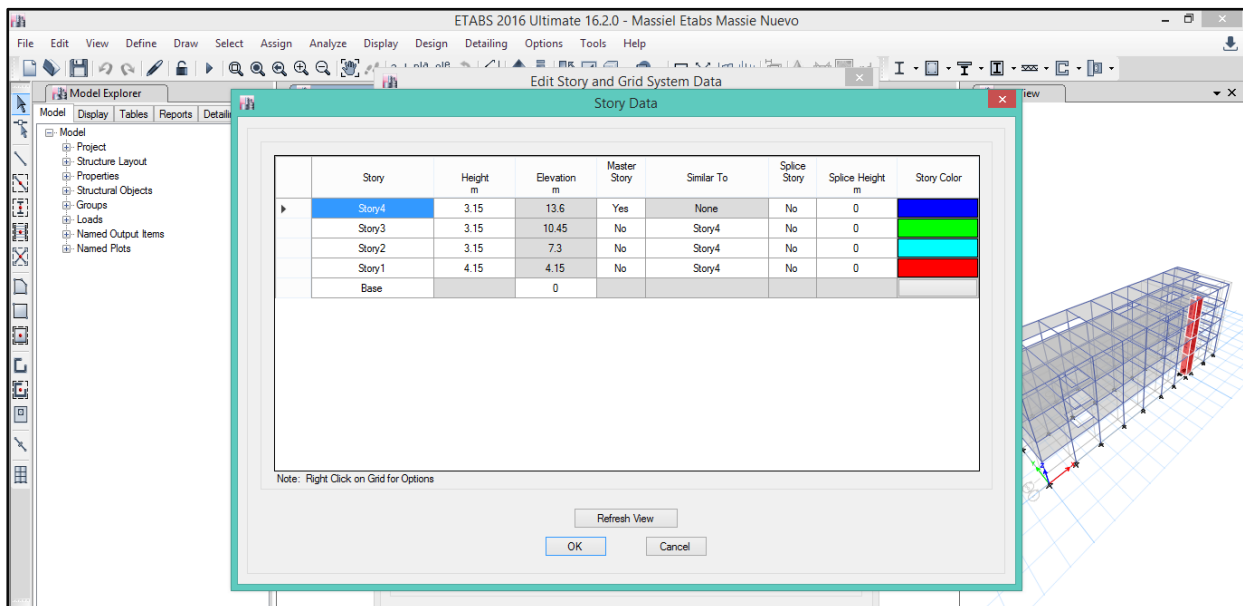 ETABS 2016 Ultimate 16.2.0 - Massiel Etabs Massie Nuevo
File Edit View Define Draw Select Assign Analyze Display Design Detailing Options Tools Help
Model Explorer
Edit Story and Grid System Data
iew
Model Display Tables Reports Detaili
Story Data
Model
Project
Structure Layout
Properties
Structural Objects
Groups
Loads
Named Output Items
Named Plots
Story Height m Elevation m Master Story Similar To Splice Story Splice Height m Story Color
Story4 3.15 13.6 Yes None No 0
Story3 3.15 10.45 No Story4 No 0
Story2 3.15 7.3 No Story4 No 0
Story1 4.15 4.15 No Story4 No 0
Base 0
Note: Right Click on Grid for Options
Refresh View
OK Cancel